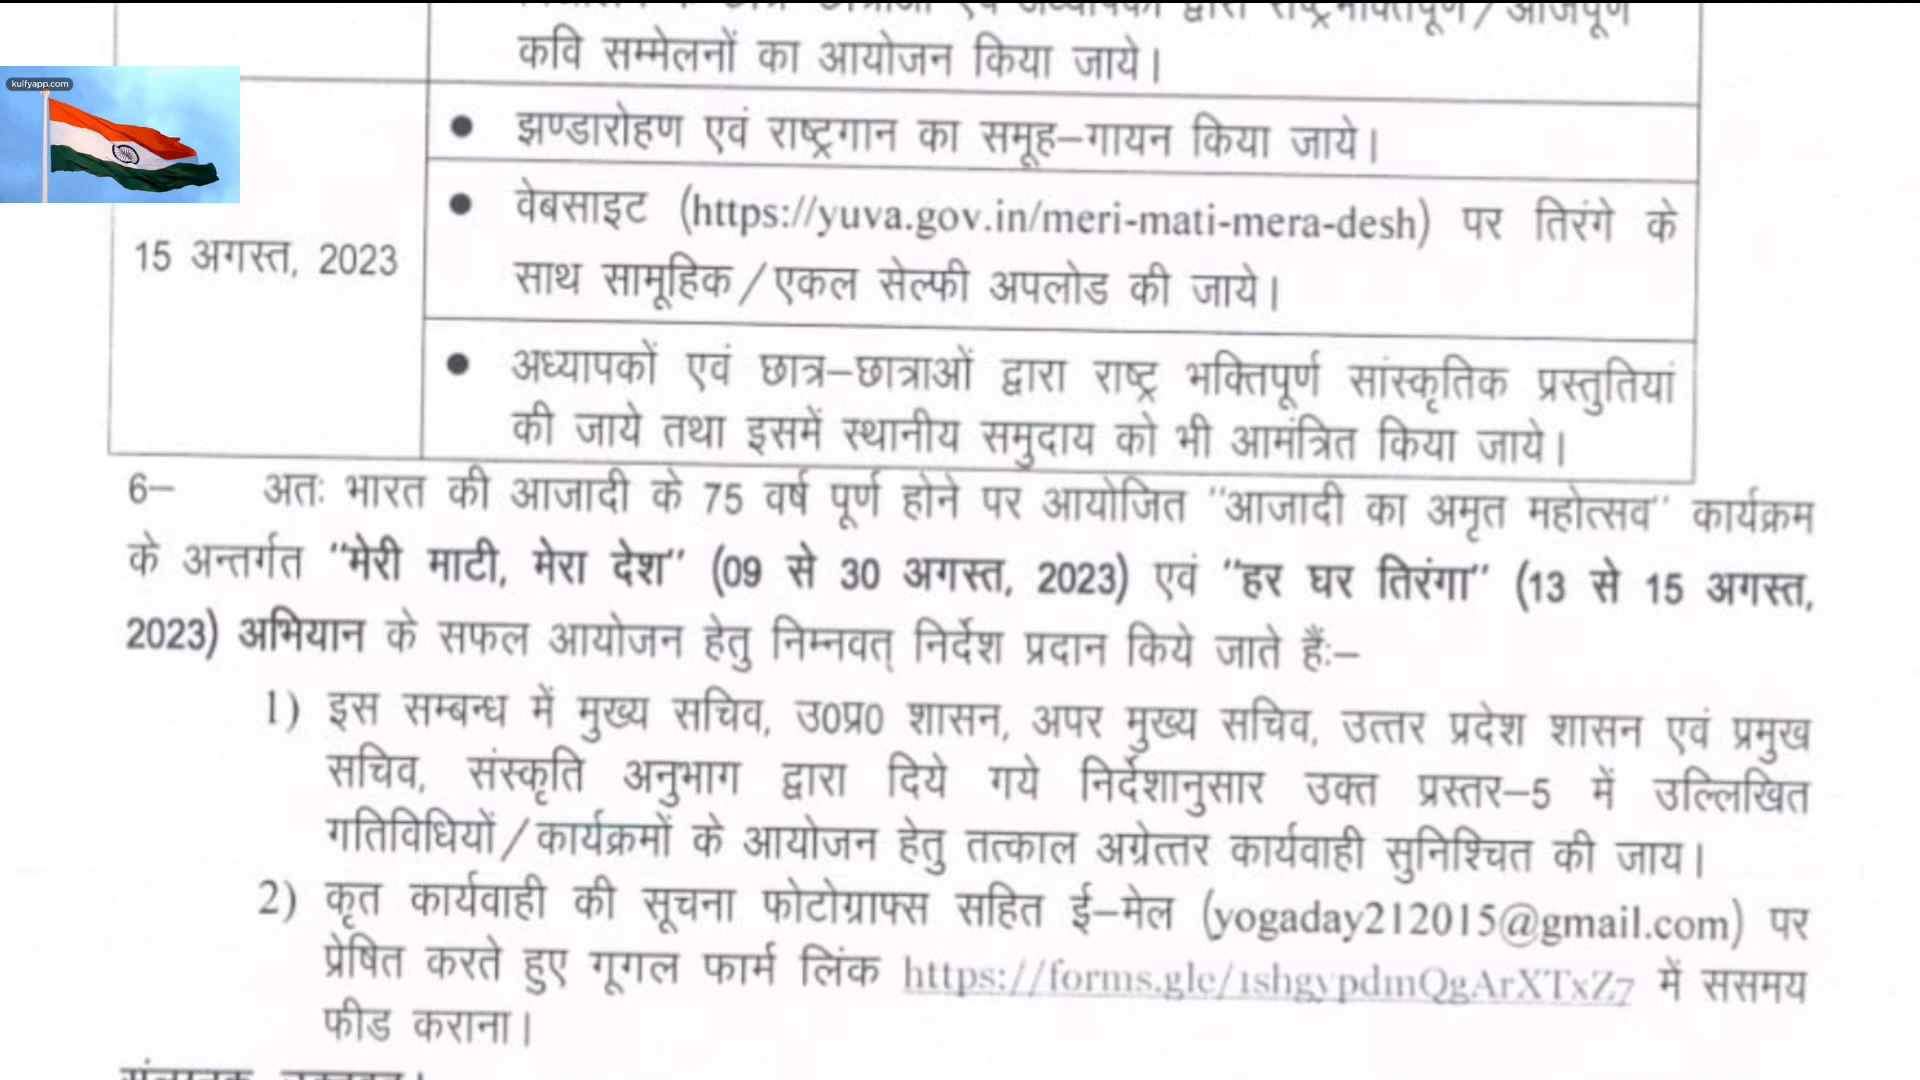 के छात्र-छात्राओं एवं अध्यापकों द्वारा राष्ट्रभक्तिपूर्ण/ओजपूर्ण
कवि सम्मेलनों का आयोजन किया जाये।
kulfyapp.com
● झण्डारोहण एवं राष्ट्रगान का समूह–गायन किया जाये।
● वेबसाइट (https://yuva.gov.in/meri-mati-mera-desh) पर तिरंगे के
15 अगस्त, 2023
साथ सामूहिक/एकल सेल्फी अपलोड की जाये।
● अध्यापकों एवं छात्र–छात्राओं द्वारा राष्ट्र भक्तिपूर्ण सांस्कृतिक प्रस्तुतियां
की जाये तथा इसमें स्थानीय समुदाय को भी आमंत्रित किया जाये।
6– अतः भारत की आजादी के 75 वर्ष पूर्ण होने पर आयोजित "आजादी का अमृत महोत्सव" कार्यक्रम
के अन्तर्गत "मेरी माटी, मेरा देश" (09 से 30 अगस्त, 2023) एवं "हर घर तिरंगा" (13 से 15 अगस्त,
2023) अभियान के सफल आयोजन हेतु निम्नवत् निर्देश प्रदान किये जाते हैं:–
1) इस सम्बन्ध में मुख्य सचिव, उ0प्र0 शासन, अपर मुख्य सचिव, उत्तर प्रदेश शासन एवं प्रमुख
सचिव, संस्कृति अनुभाग द्वारा दिये गये निर्देशानुसार उक्त प्रस्तर–5 में उल्लिखित
गतिविधियों/कार्यक्रमों के आयोजन हेतु तत्काल अग्रेत्तर कार्यवाही सुनिश्चित की जाय।
2) कृत कार्यवाही की सूचना फोटोग्राफ्स सहित ई–मेल (yogaday212015@gmail.com) पर
प्रेषित करते हुए गूगल फार्म लिंक https://forms.gle/1shgypdmQgArXTxZ7 में ससमय
फीड कराना।